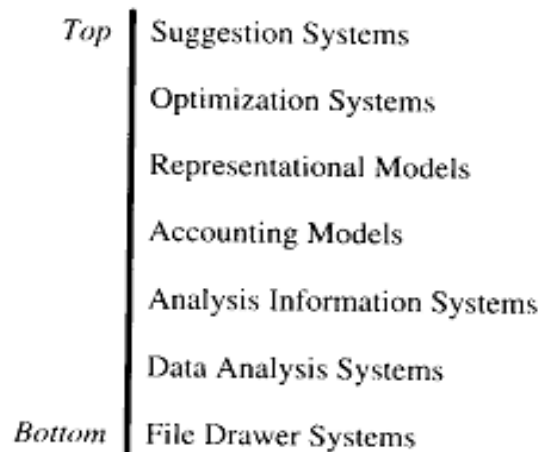 Top Suggestion Systems
Optimization Systems
Representational Models
Accounting Models
Analysis Information Systems
Data Analysis Systems
Bottom File Drawer Systems